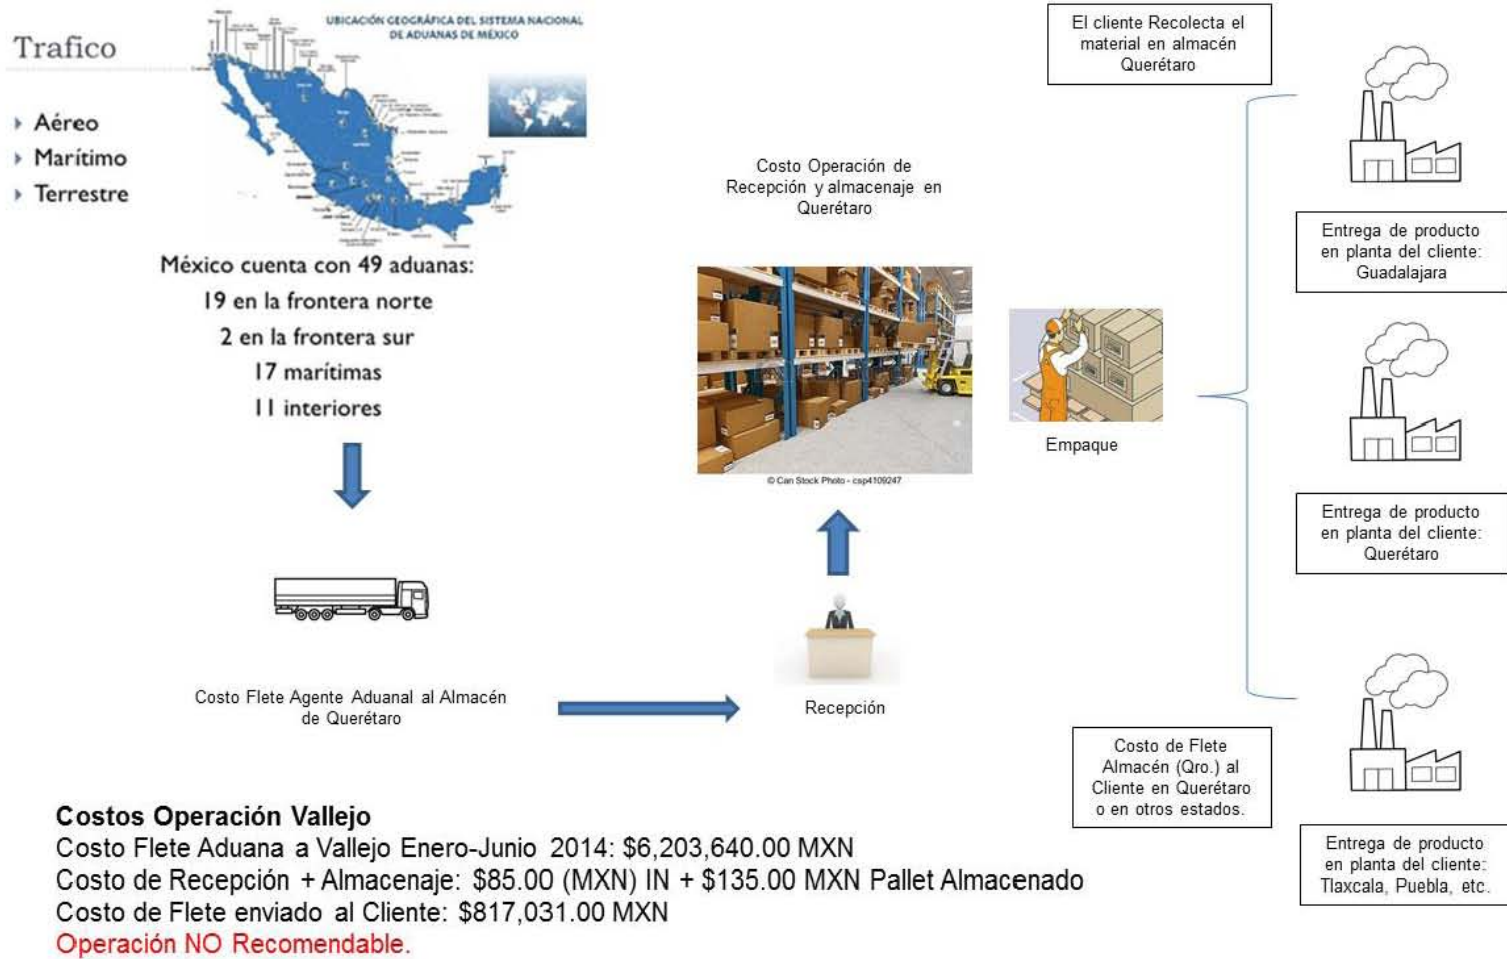 Trafico
Aéreo
Marítimo
Terrestre
UBICACIÓN GEOGRÁFICA DEL SISTEMA NACIONAL
DE ADUANAS DE MÉXICO
México cuenta con 49 aduanas:
19 en la frontera norte
2 en la frontera sur
17 marítimas
11 interiores
Costo Flete Agente Aduanal al Almacén
de Querétaro
Recepción
Costo Operación de
Recepción y almacenaje en
Querétaro
© Can Stock Photo - csp4109247
Empaque
El cliente Recolecta el
material en almacén
Querétaro
Entrega de producto
en planta del cliente:
Guadalajara
Entrega de producto
en planta del cliente:
Querétaro
Costo de Flete
Almacén (Qro.) al
Cliente en Querétaro
o en otros estados.
Entrega de producto
en planta del cliente:
Tlaxcala, Puebla, etc.
Costos Operación Vallejo
Costo Flete Aduana a Vallejo Enero-Junio 2014: $6,203,640.00 MXN
Costo de Recepción + Almacenaje: $85.00 (MXN) IN + $135.00 MXN Pallet Almacenado
Costo de Flete enviado al Cliente: $817,031.00 MXN
Operación NO Recomendable.